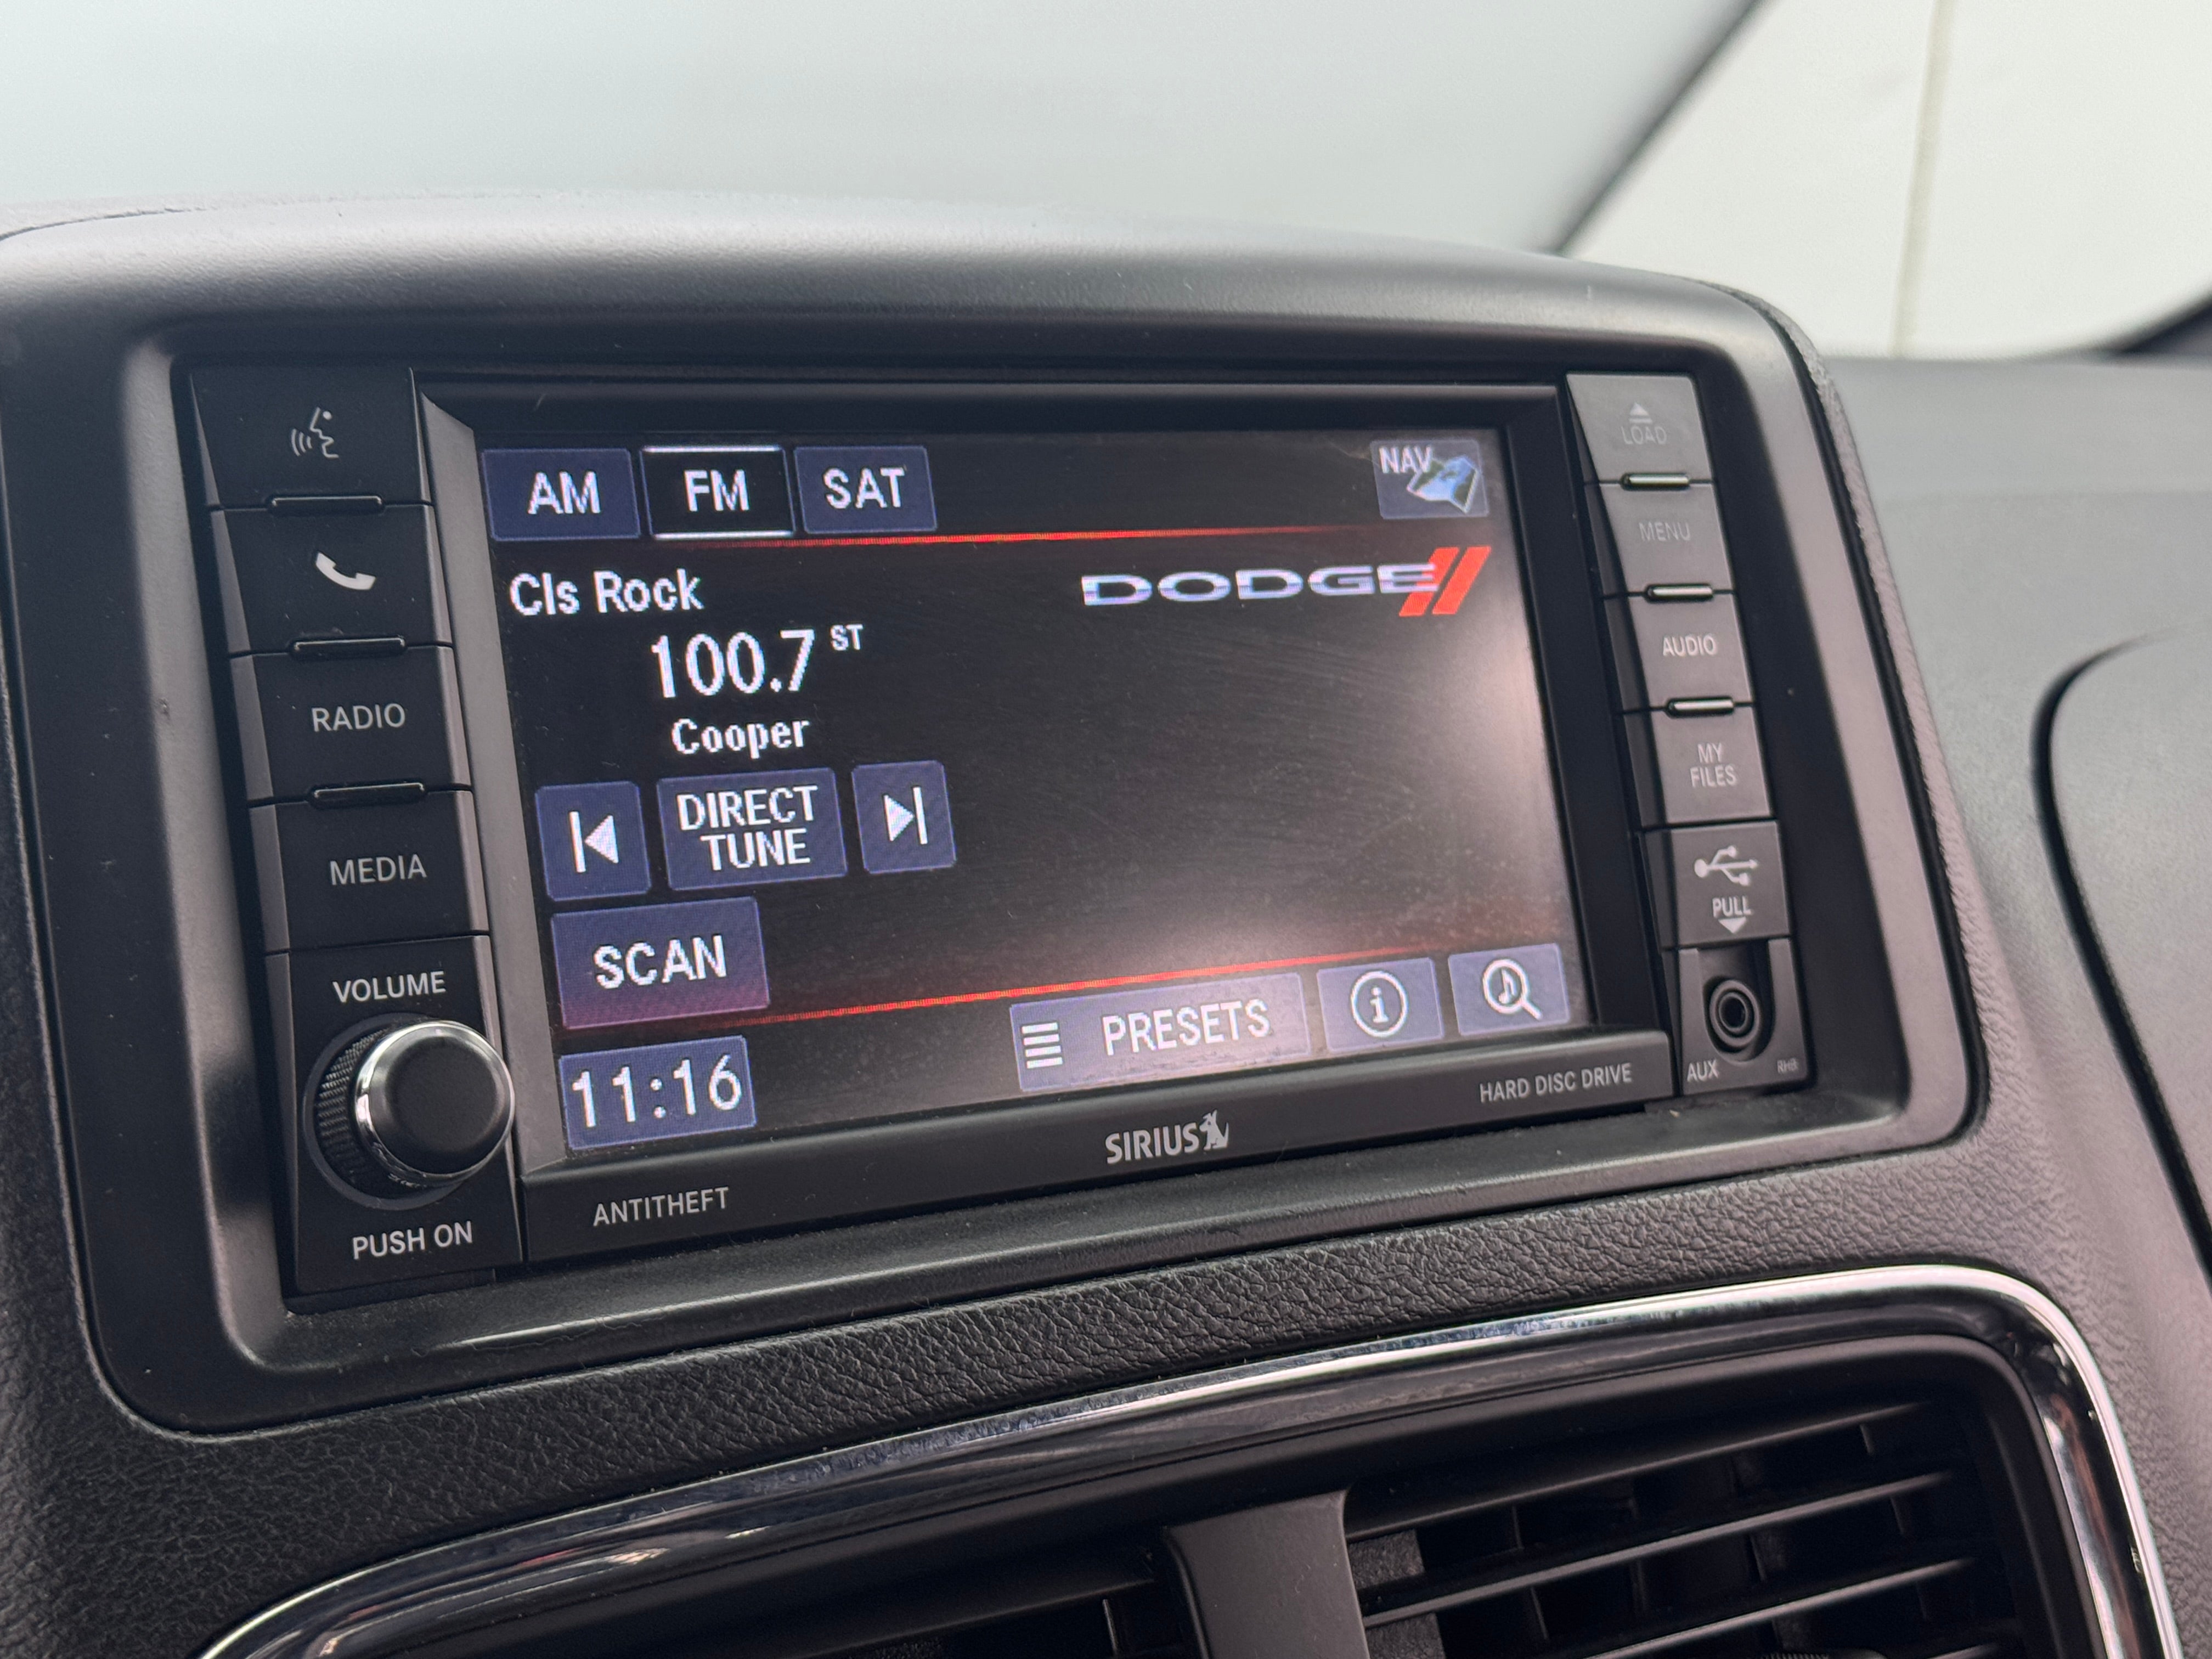 AM FM SAT NAV
Cls Rock
DODGE
100.7 ST
Cooper
DIRECT
TUNE
SCAN
PRESETS i
11:16
RADIO
MEDIA
VOLUME
PUSH ON
ANTITHEFT
SIRIUS
HARD DISC DRIVE
LOAD
MENU
AUDIO
MY
FILES
PULL
AUX RHB